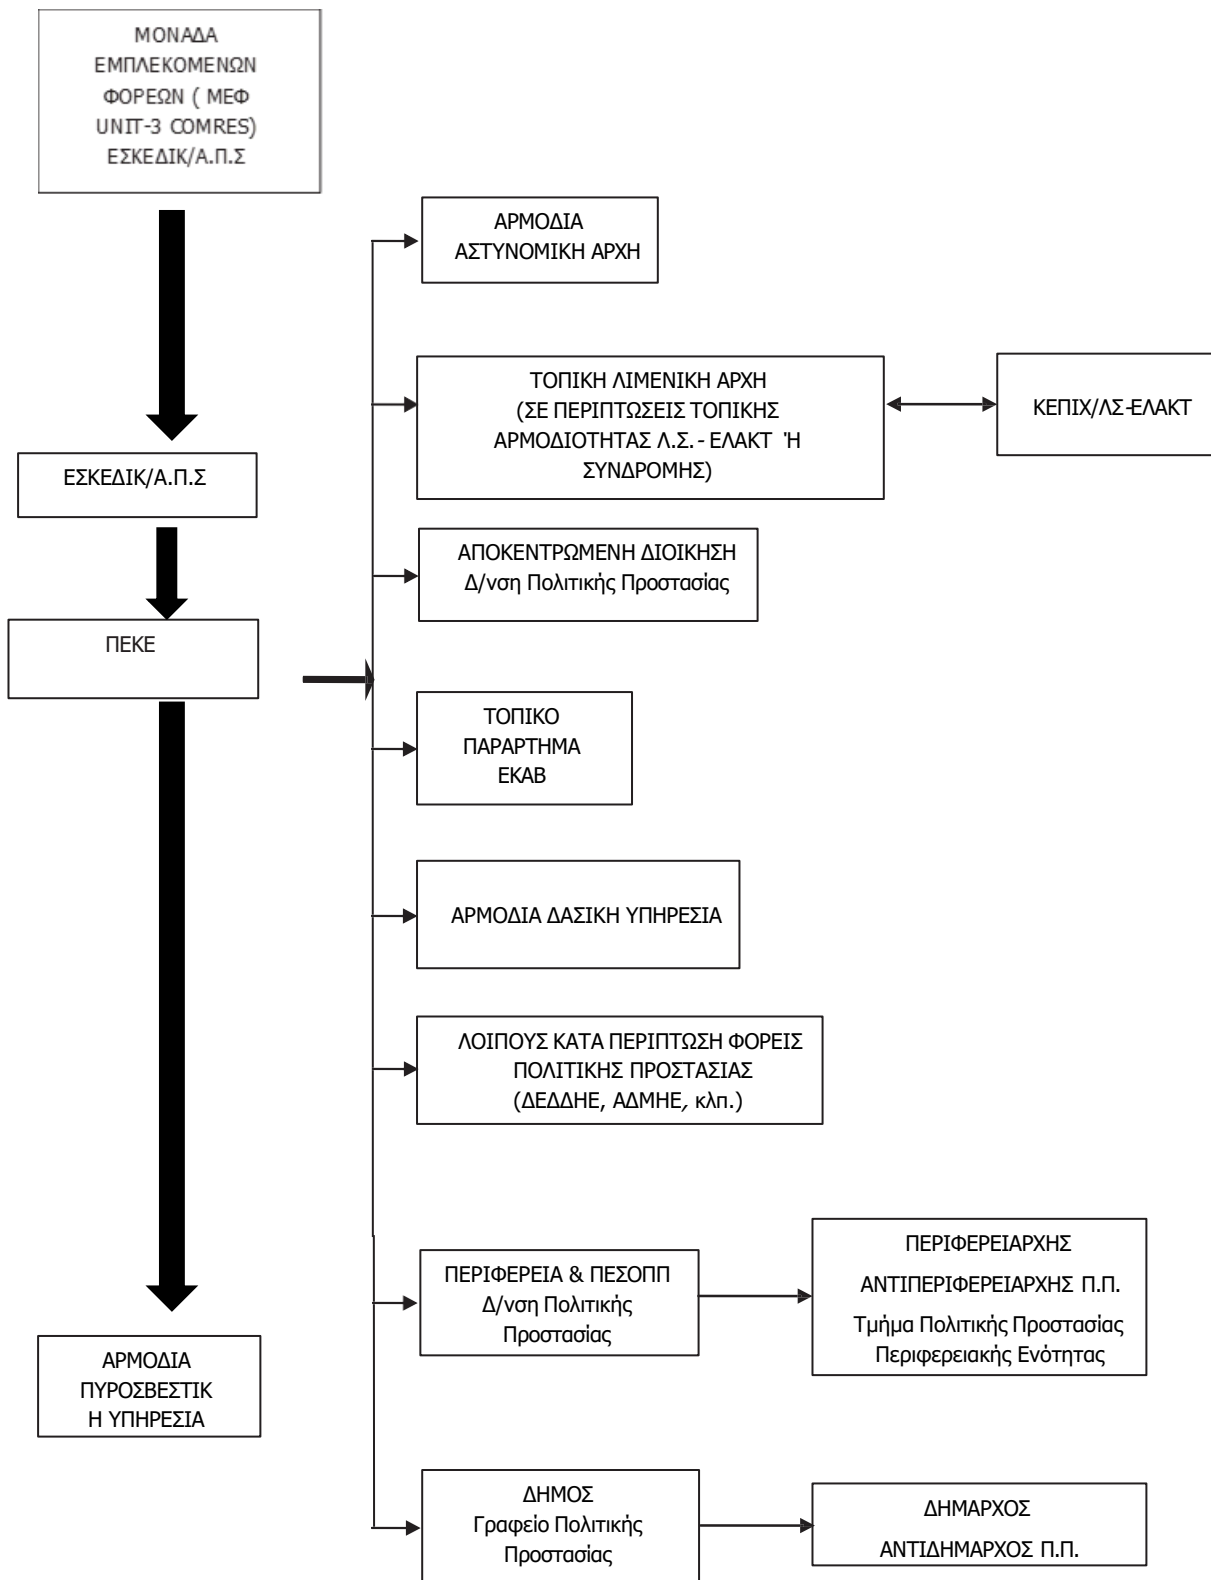 ΜΟΝΑΔΑ
ΕΜΠΛΕΚΟΜΕΝΩΝ
ΦΟΡΕΩΝ ( ΜΕΦ
UNIT-3 COMRES)
ΕΣΚΕΔΙΚ/Α.Π.Σ
ΑΡΜΟΔΙΑ
ΑΣΤΥΝΟΜΙΚΗ ΑΡΧΗ
ΤΟΠΙΚΗ ΛΙΜΕΝΙΚΗ ΑΡΧΗ
(ΣΕ ΠΕΡΙΠΤΩΣΕΙΣ ΤΟΠΙΚΗΣ
ΑΡΜΟΔΙΟΤΗΤΑΣ Λ.Σ. - ΕΛΑΚΤ Ή
ΣΥΝΔΡΟΜΗΣ)
ΚΕΠΙΧ/ΛΣ-ΕΛΑΚΤ
ΕΣΚΕΔΙΚ/Α.Π.Σ
ΑΠΟΚΕΝΤΡΩΜΕΝΗ ΔΙΟΙΚΗΣΗ
Δ/νση Πολιτικής Προστασίας
ΠΕΚΕ
ΤΟΠΙΚΟ
ΠΑΡΑΡΤΗΜΑ
ΕΚΑΒ
ΑΡΜΟΔΙΑ ΔΑΣΙΚΗ ΥΠΗΡΕΣΙΑ
ΛΟΙΠΟΥΣ ΚΑΤΑ ΠΕΡΙΠΤΩΣΗ ΦΟΡΕΙΣ
ΠΟΛΙΤΙΚΗΣ ΠΡΟΣΤΑΣΙΑΣ
(ΔΕΔΔΗΕ, ΑΔΜΗΕ, κλπ.)
ΠΕΡΙΦΕΡΕΙΑ & ΠΕΣΟΠΠ
Δ/νση Πολιτικής
Προστασίας
ΠΕΡΙΦΕΡΕΙΑΡΧΗΣ
ΑΝΤΙΠΕΡΙΦΕΡΕΙΑΡΧΗΣ Π.Π.
Τμήμα Πολιτικής Προστασίας
Περιφερειακής Ενότητας
ΑΡΜΟΔΙΑ
ΠΥΡΟΣΒΕΣΤΙΚ
Η ΥΠΗΡΕΣΙΑ
ΔΗΜΟΣ
Γραφείο Πολιτικής
Προστασίας
ΔΗΜΑΡΧΟΣ
ΑΝΤΙΔΗΜΑΡΧΟΣ Π.Π.